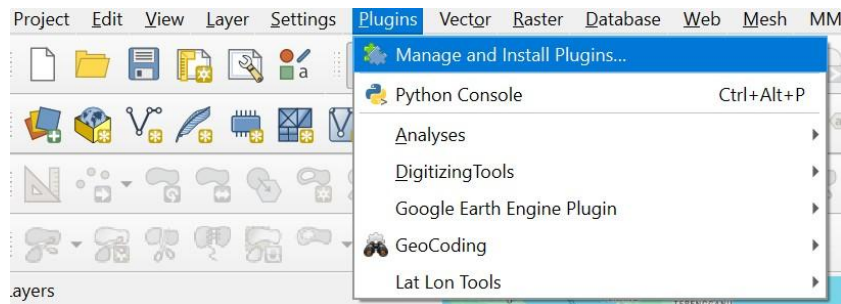 Project Edit View Layer Settings Plugins Vector Raster Database Web Mesh MM
Manage and Install Plugins...
a
Python Console Ctrl+Alt+P
Analyses
DigitizingTools
Google Earth Engine Plugin
GeoCoding
Lat Lon Tools
ayers